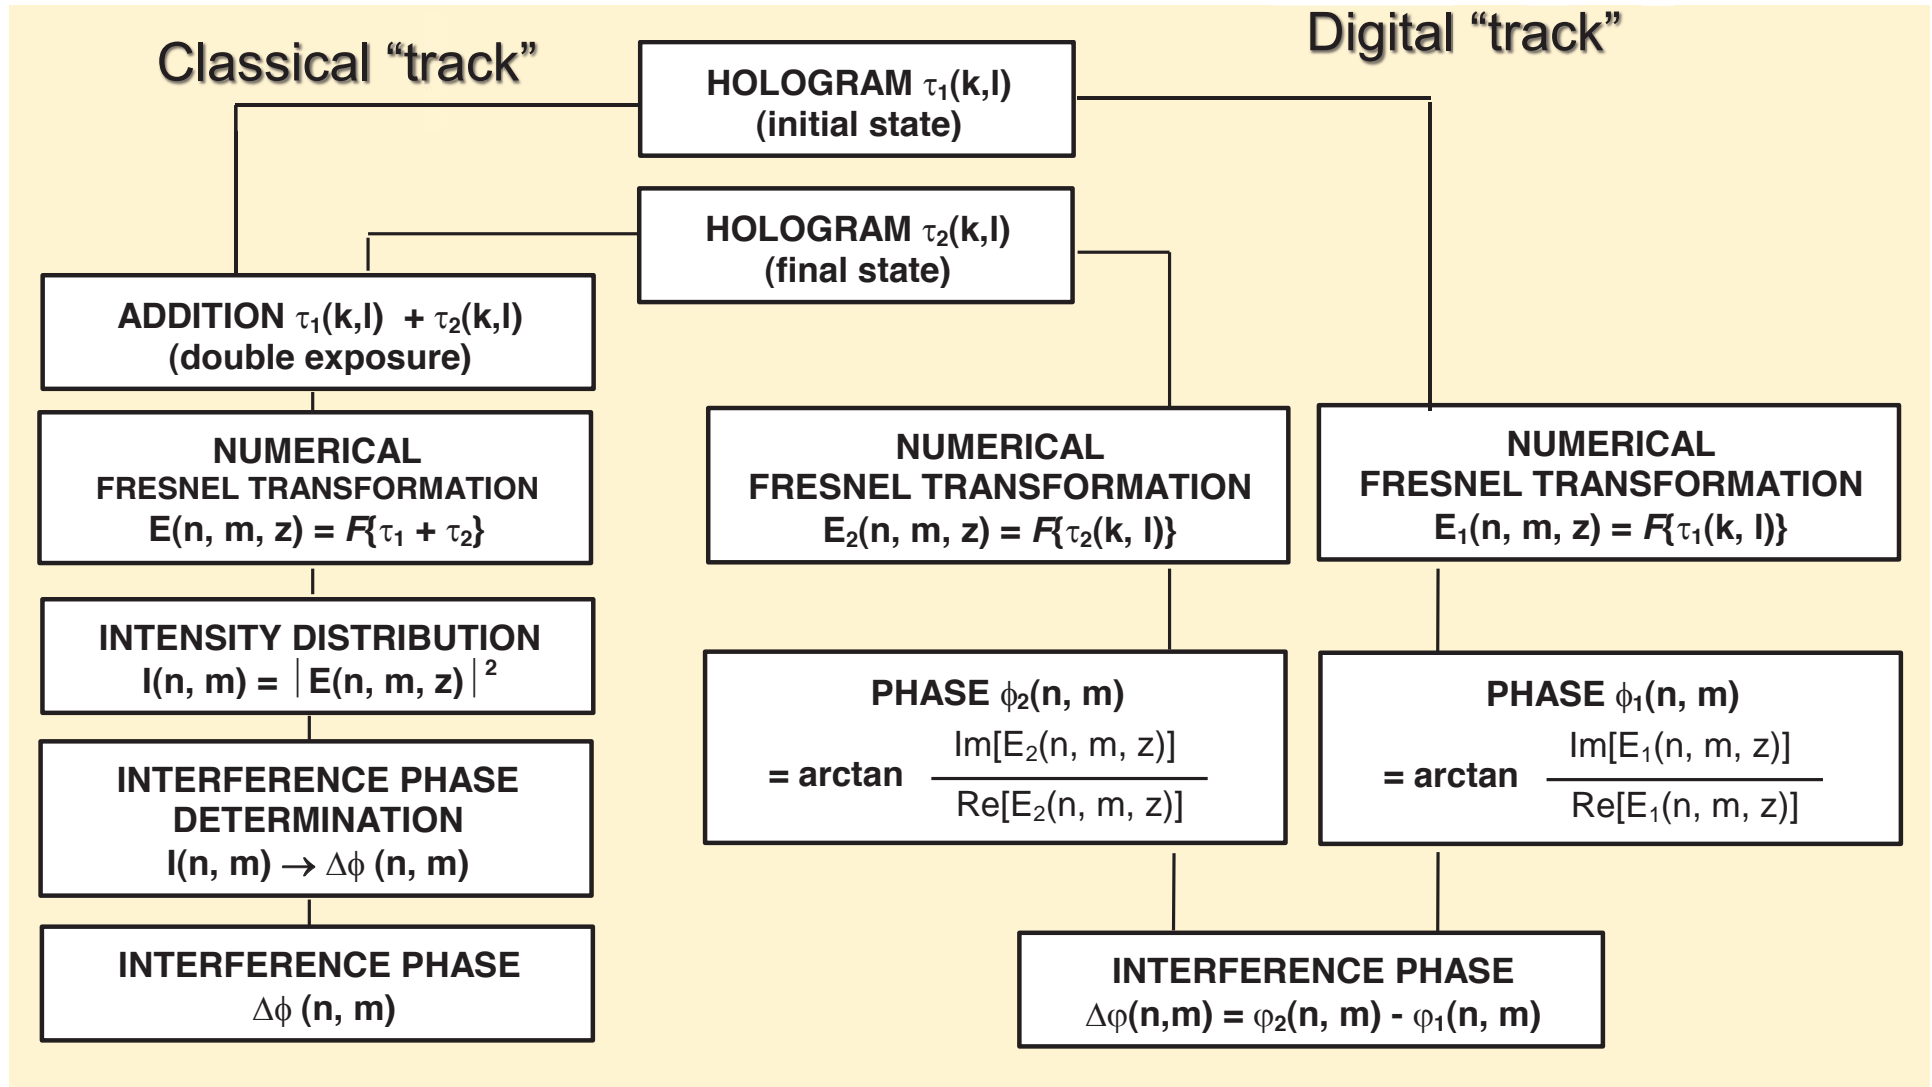 Classical “track”
Digital “track”
HOLOGRAM τ₁(k,l)
(initial state)
HOLOGRAM τ₂(k,l)
(final state)
ADDITION τ₁(k,l) + τ₂(k,l)
(double exposure)
NUMERICAL
FRESNEL TRANSFORMATION
E(n, m, z) = F{τ₁ + τ₂}
INTENSITY DISTRIBUTION
I(n, m) = |E(n, m, z)|²
INTERFERENCE PHASE
DETERMINATION
I(n, m) → Δϕ (n, m)
INTERFERENCE PHASE
Δϕ (n, m)
NUMERICAL
FRESNEL TRANSFORMATION
E₂(n, m, z) = F{τ₂(k, l)}
PHASE ϕ₂(n, m)
= arctan
Im[E₂(n, m, z)]
Re[E₂(n, m, z)]
NUMERICAL
FRESNEL TRANSFORMATION
E₁(n, m, z) = F{τ₁(k, l)}
PHASE ϕ₁(n, m)
= arctan
Im[E₁(n, m, z)]
Re[E₁(n, m, z)]
INTERFERENCE PHASE
Δφ(n,m) = φ₂(n, m) - φ₁(n, m)